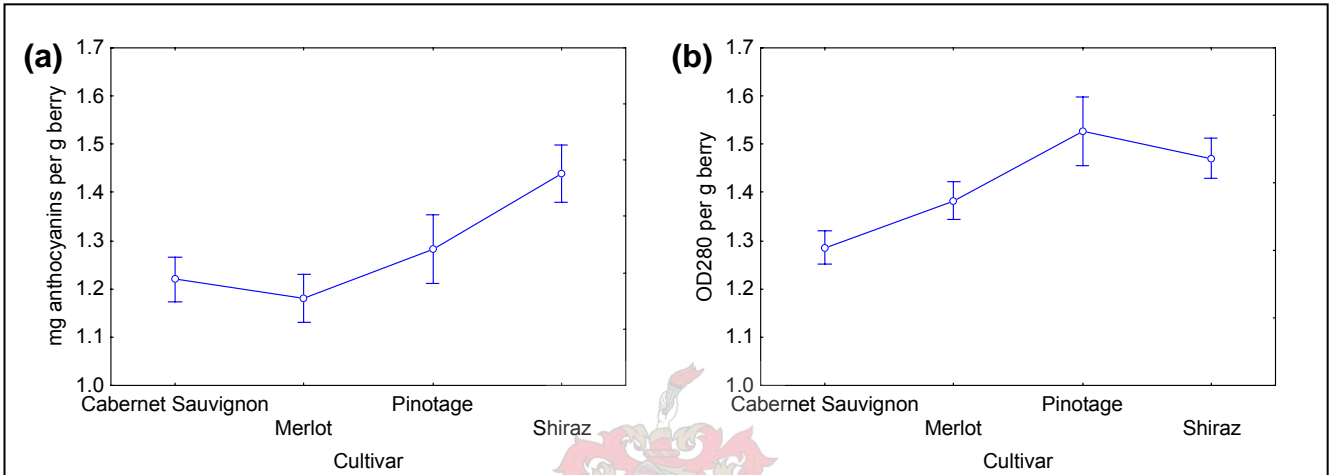 (a)
mg anthocyanins per g berry
1.7
1.6
1.5
1.4
1.3
1.2
1.1
1.0
Cabernet Sauvignon
Pinotage
Merlot
Shiraz
Cultivar
(b)
OD280 per g berry
1.7
1.6
1.5
1.4
1.3
1.2
1.1
1.0
Cabernet Sauvignon
Pinotage
Merlot
Shiraz
Cultivar